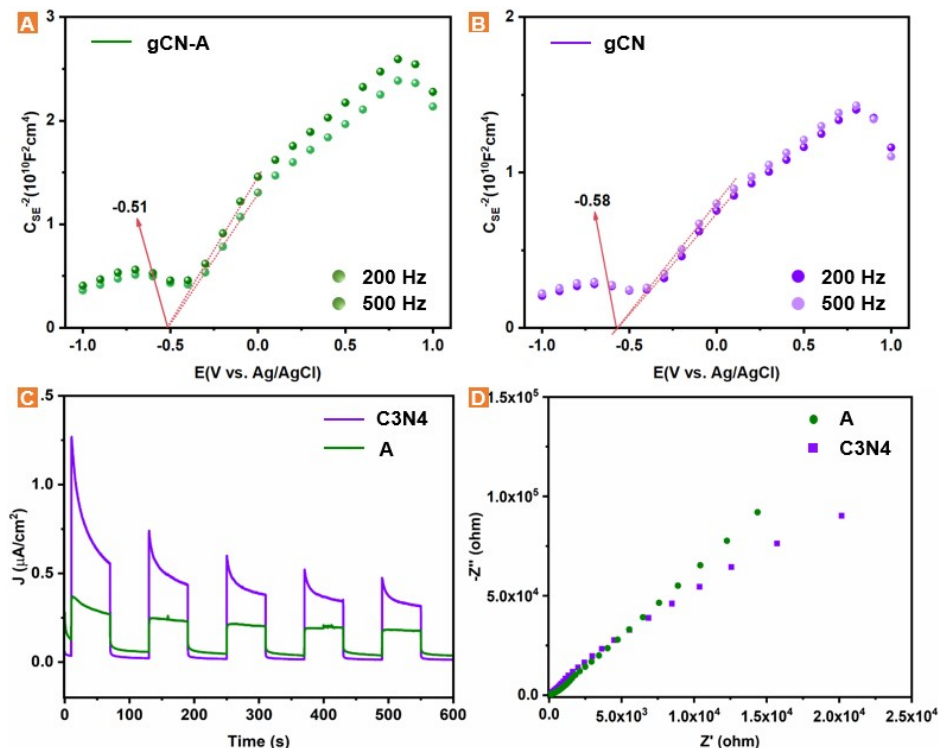 A
gCN-A
3
2
1
0
C_SE^-2(10^10F^2cm^4)
-0.51
200 Hz
500 Hz
-1.0 -0.5 0.0 0.5 1.0
E(V vs. Ag/AgCl)
B
gCN
2
1
0
C_SE^-2(10^10F^2cm^4)
-0.58
200 Hz
500 Hz
-1.0 -0.5 0.0 0.5 1.0
E(V vs. Ag/AgCl)
C
C3N4
A
.5
1.0
0.5
0.0
J (μA/cm²)
0 100 200 300 400 500 600
Time (s)
D
A
C3N4
1.5x10^5
1.0x10^5
5.0x10^4
0.0
-Z'' (ohm)
0.0 5.0x10^3 1.0x10^4 1.5x10^4 2.0x10^4 2.5x10^4
Z' (ohm)